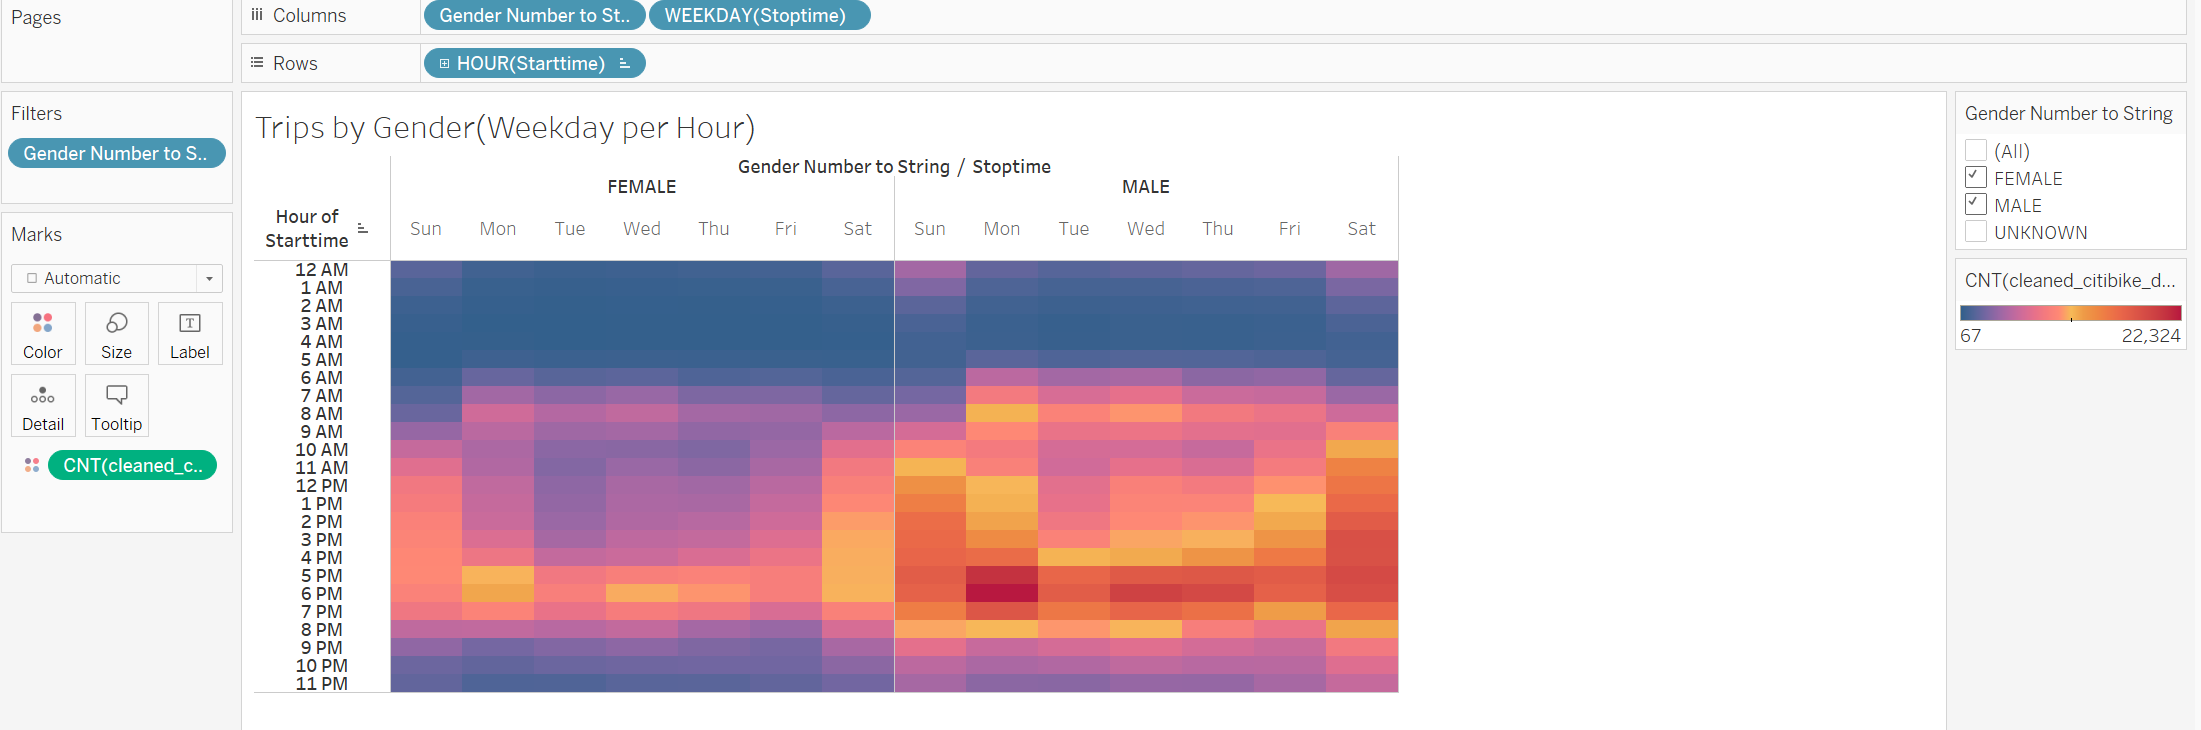 Pages
Columns
Gender Number to St..
WEEKDAY(Stoptime)
Rows
HOUR(Starttime)
Filters
Gender Number to S..
Marks
Automatic
Color
Size
Label
Detail
Tooltip
CNT(cleaned_c..
Trips by Gender(Weekday per Hour)
Gender Number to String / Stoptime
FEMALE
MALE
Hour of
Starttime
Sun Mon Tue Wed Thu Fri Sat Sun Mon Tue Wed Thu Fri Sat
12 AM
1 AM
2 AM
3 AM
4 AM
5 AM
6 AM
7 AM
8 AM
9 AM
10 AM
11 AM
12 PM
1 PM
2 PM
3 PM
4 PM
5 PM
6 PM
7 PM
8 PM
9 PM
10 PM
11 PM
Gender Number to String
(All)
FEMALE
MALE
UNKNOWN
CNT(cleaned_citibike_d...
67 22,324